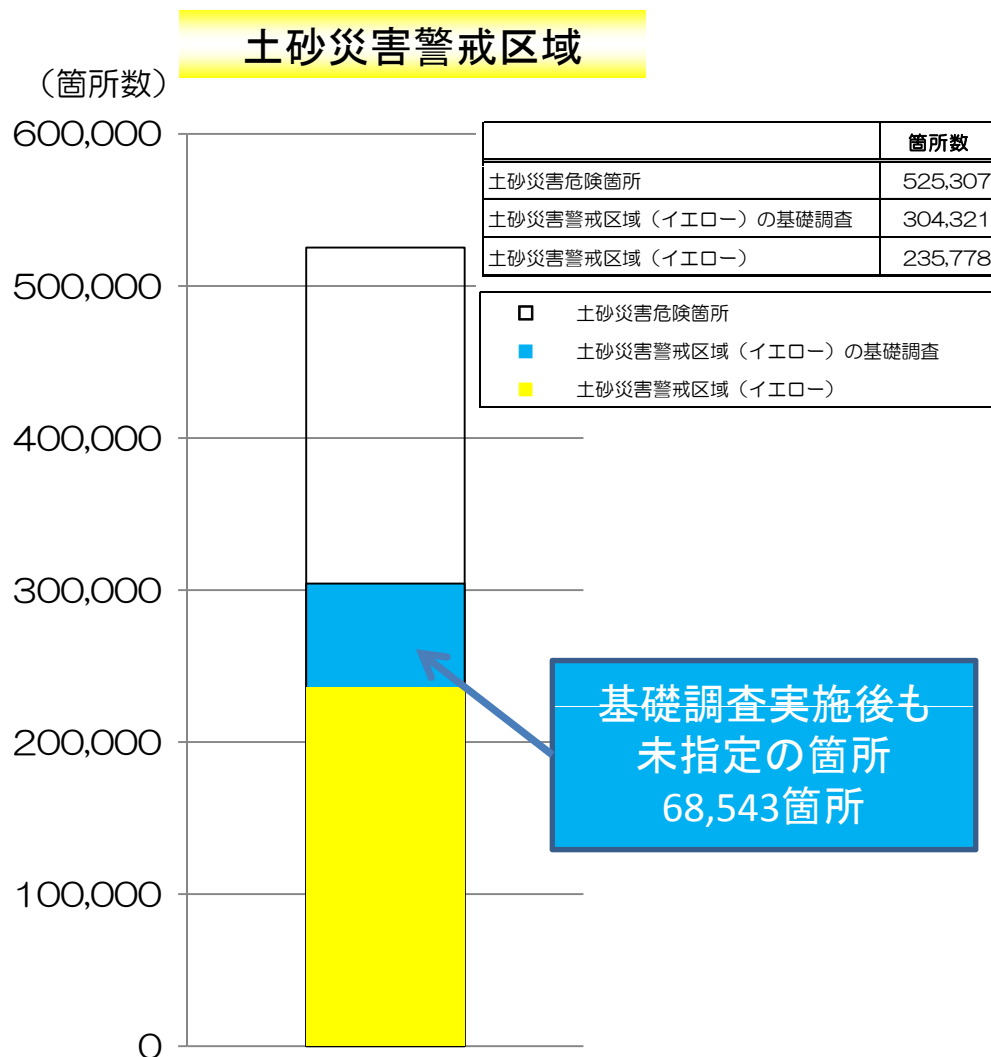 土砂災害警戒区域
（箇所数）
600,000
500,000
400,000
300,000
200,000
100,000
0
箇所数
土砂災害危険箇所 525,307
土砂災害警戒区域（イエロー）の基礎調査 304,321
土砂災害警戒区域（イエロー） 235,778
土砂災害危険箇所
土砂災害警戒区域（イエロー）の基礎調査
土砂災害警戒区域（イエロー）
基礎調査実施後も
未指定の箇所
68,543箇所